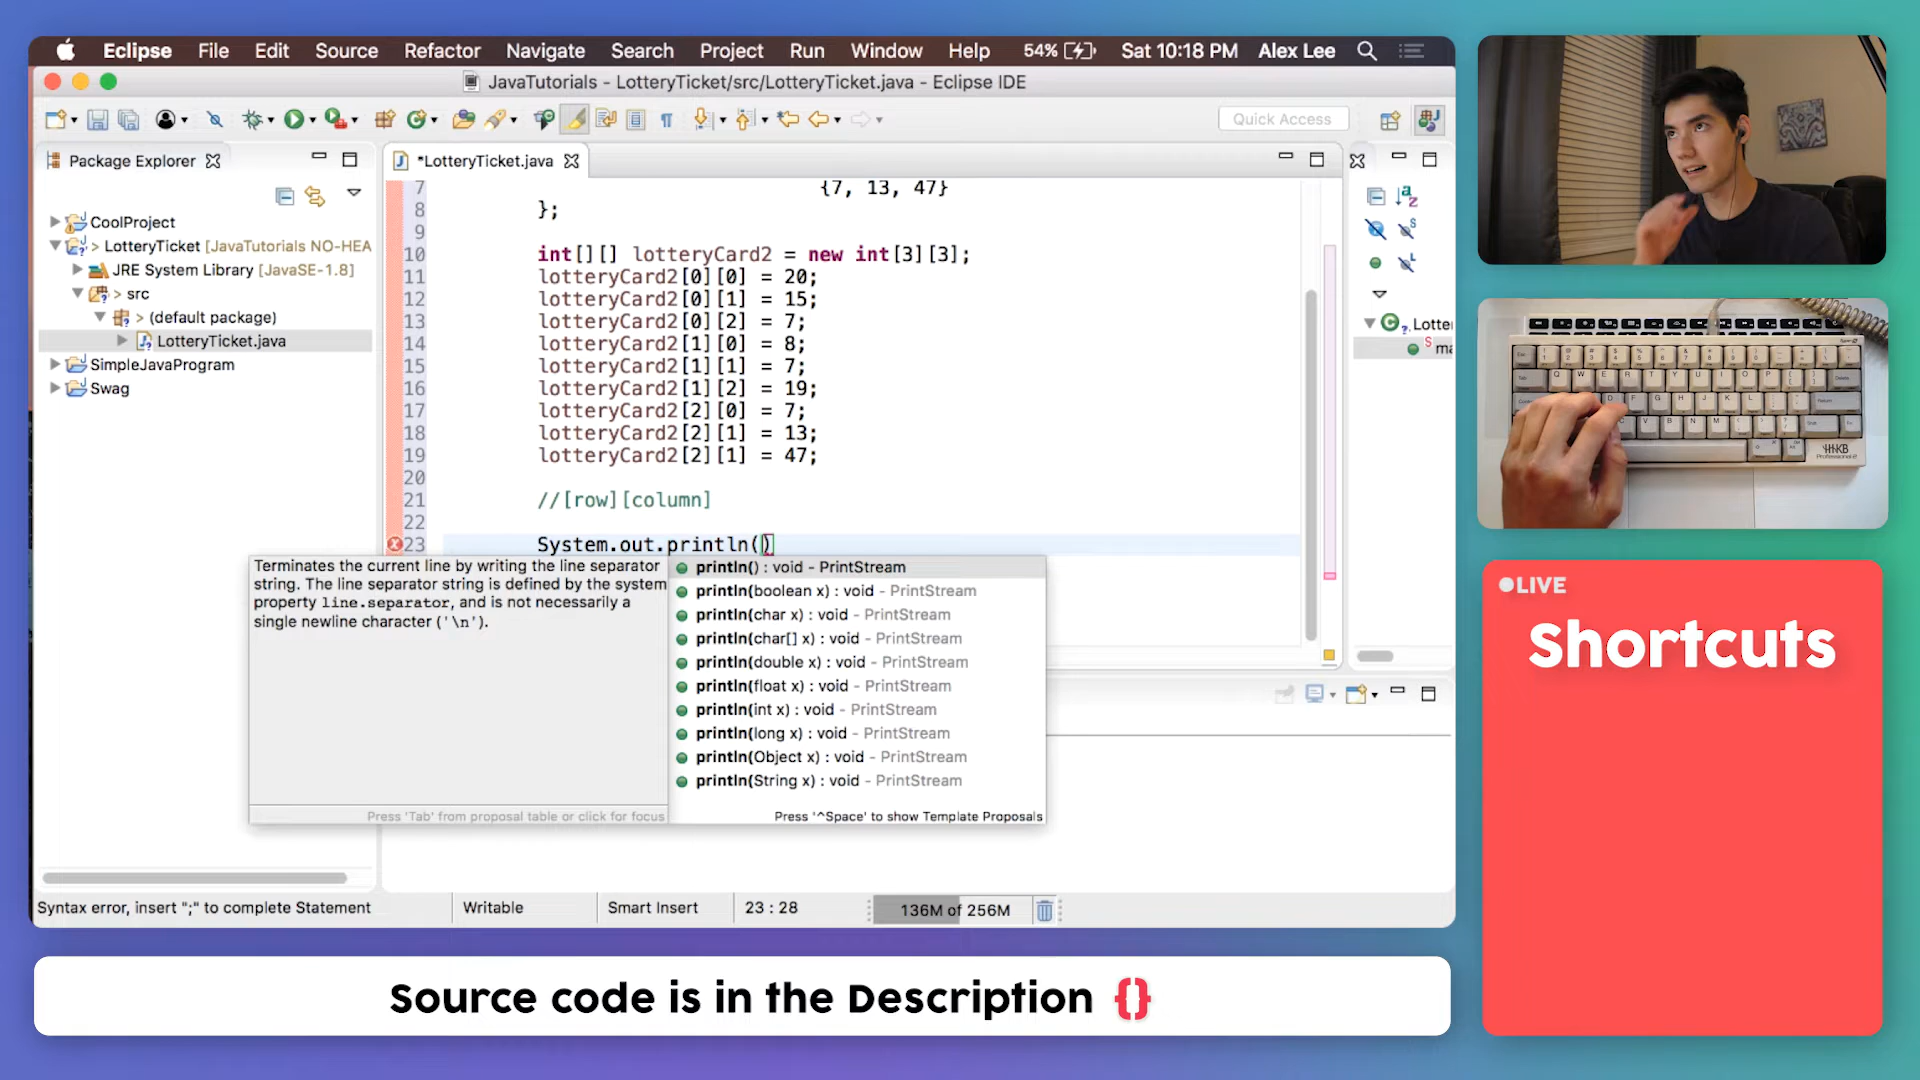 Eclipse File Edit Source Refactor Navigate Search Project Run Window Help 54% Sat 10:18 PM Alex Lee
JavaTutorials - LotteryTicket/src/LotteryTicket.java - Eclipse IDE
Quick Access
Package Explorer
*LotteryTicket.java
CoolProject
> LotteryTicket [JavaTutorials NO-HEA
JRE System Library [JavaSE-1.8]
> src
> (default package)
LotteryTicket.java
SimpleJavaProgram
Swag
7 {7, 13, 47}
8 };
9
10 int[][] lotteryCard2 = new int[3][3];
11 lotteryCard2[0][0] = 20;
12 lotteryCard2[0][1] = 15;
13 lotteryCard2[0][2] = 7;
14 lotteryCard2[1][0] = 8;
15 lotteryCard2[1][1] = 7;
16 lotteryCard2[1][2] = 19;
17 lotteryCard2[2][0] = 7;
18 lotteryCard2[2][1] = 13;
19 lotteryCard2[2][1] = 47;
20
21 //[row][column]
22
23 System.out.println()
Terminates the current line by writing the line separator
string. The line separator string is defined by the system
property line.separator, and is not necessarily a
single newline character ('\n').
Press 'Tab' from proposal table or click for focus
println() : void - PrintStream
println(boolean x) : void - PrintStream
println(char x) : void - PrintStream
println(char[] x) : void - PrintStream
println(double x) : void - PrintStream
println(float x) : void - PrintStream
println(int x) : void - PrintStream
println(long x) : void - PrintStream
println(Object x) : void - PrintStream
println(String x) : void - PrintStream
Press '^Space' to show Template Proposals
Lotte
ma
Syntax error, insert ";" to complete Statement
Writable
Smart Insert
23 : 28
136M of 256M
LIVE
Shortcuts
Source code is in the Description {}
HHKB
Professional 2